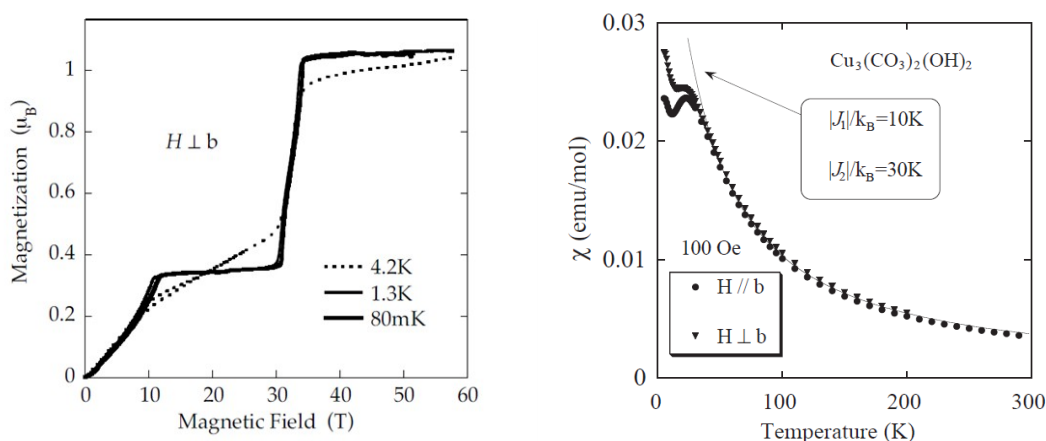 Magnetization (μB)
1
0.8
0.6
0.4
0.2
0
H ⊥ b
4.2K
1.3K
80mK
0 10 20 30 40 50 60
Magnetic Field (T)
χ (emu/mol)
0.03
0.02
0.01
0
Cu3(CO3)2(OH)2
|J1|/kB=10K
|J2|/kB=30K
100 Oe
H // b
H ⊥ b
0 100 200 300
Temperature (K)